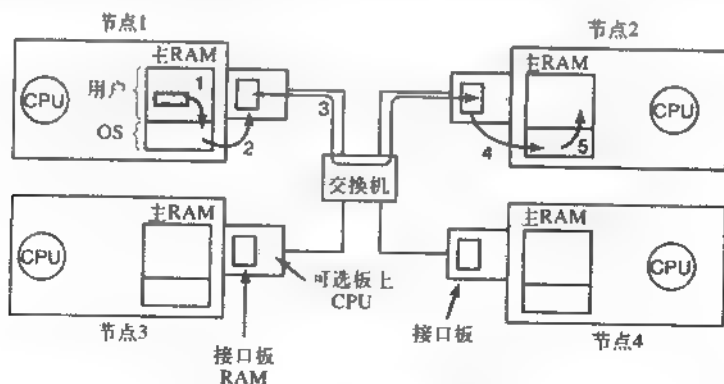 节点1
节点2
主RAM
主RAM
用户
1
CPU
3
CPU
OS
2
4
5
交换机
主RAM
主RAM
CPU
CPU
可选板上
CPU
节点3
接口板
RAM
接口板
节点4